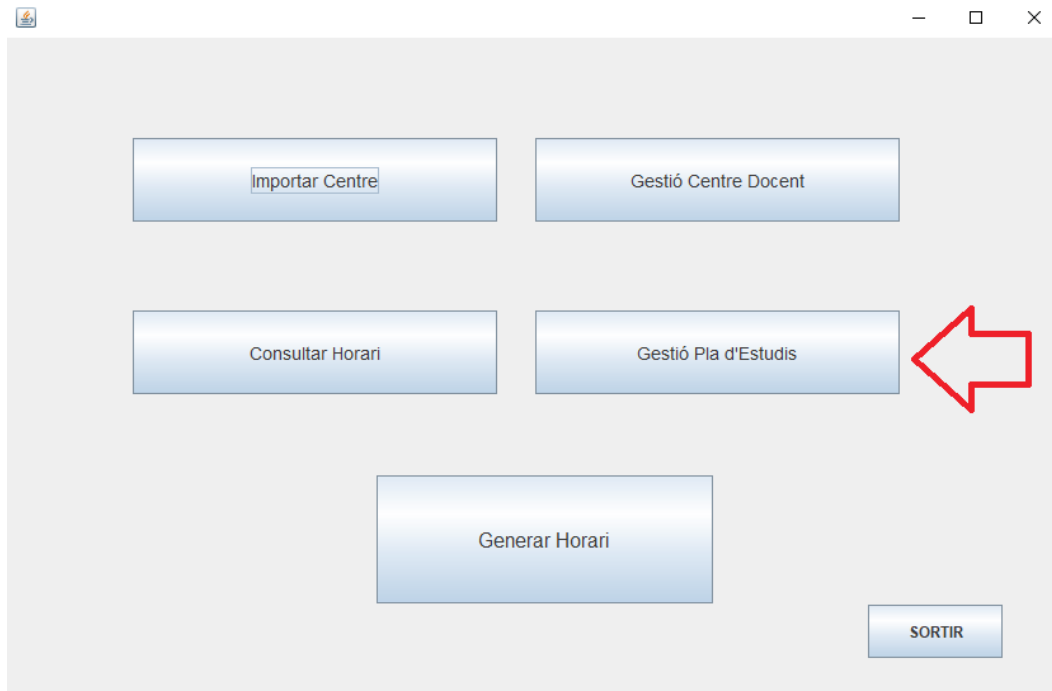 Importar Centre
Gestió Centre Docent
Consultar Horari
Gestió Pla d'Estudis
Generar Horari
SORTIR